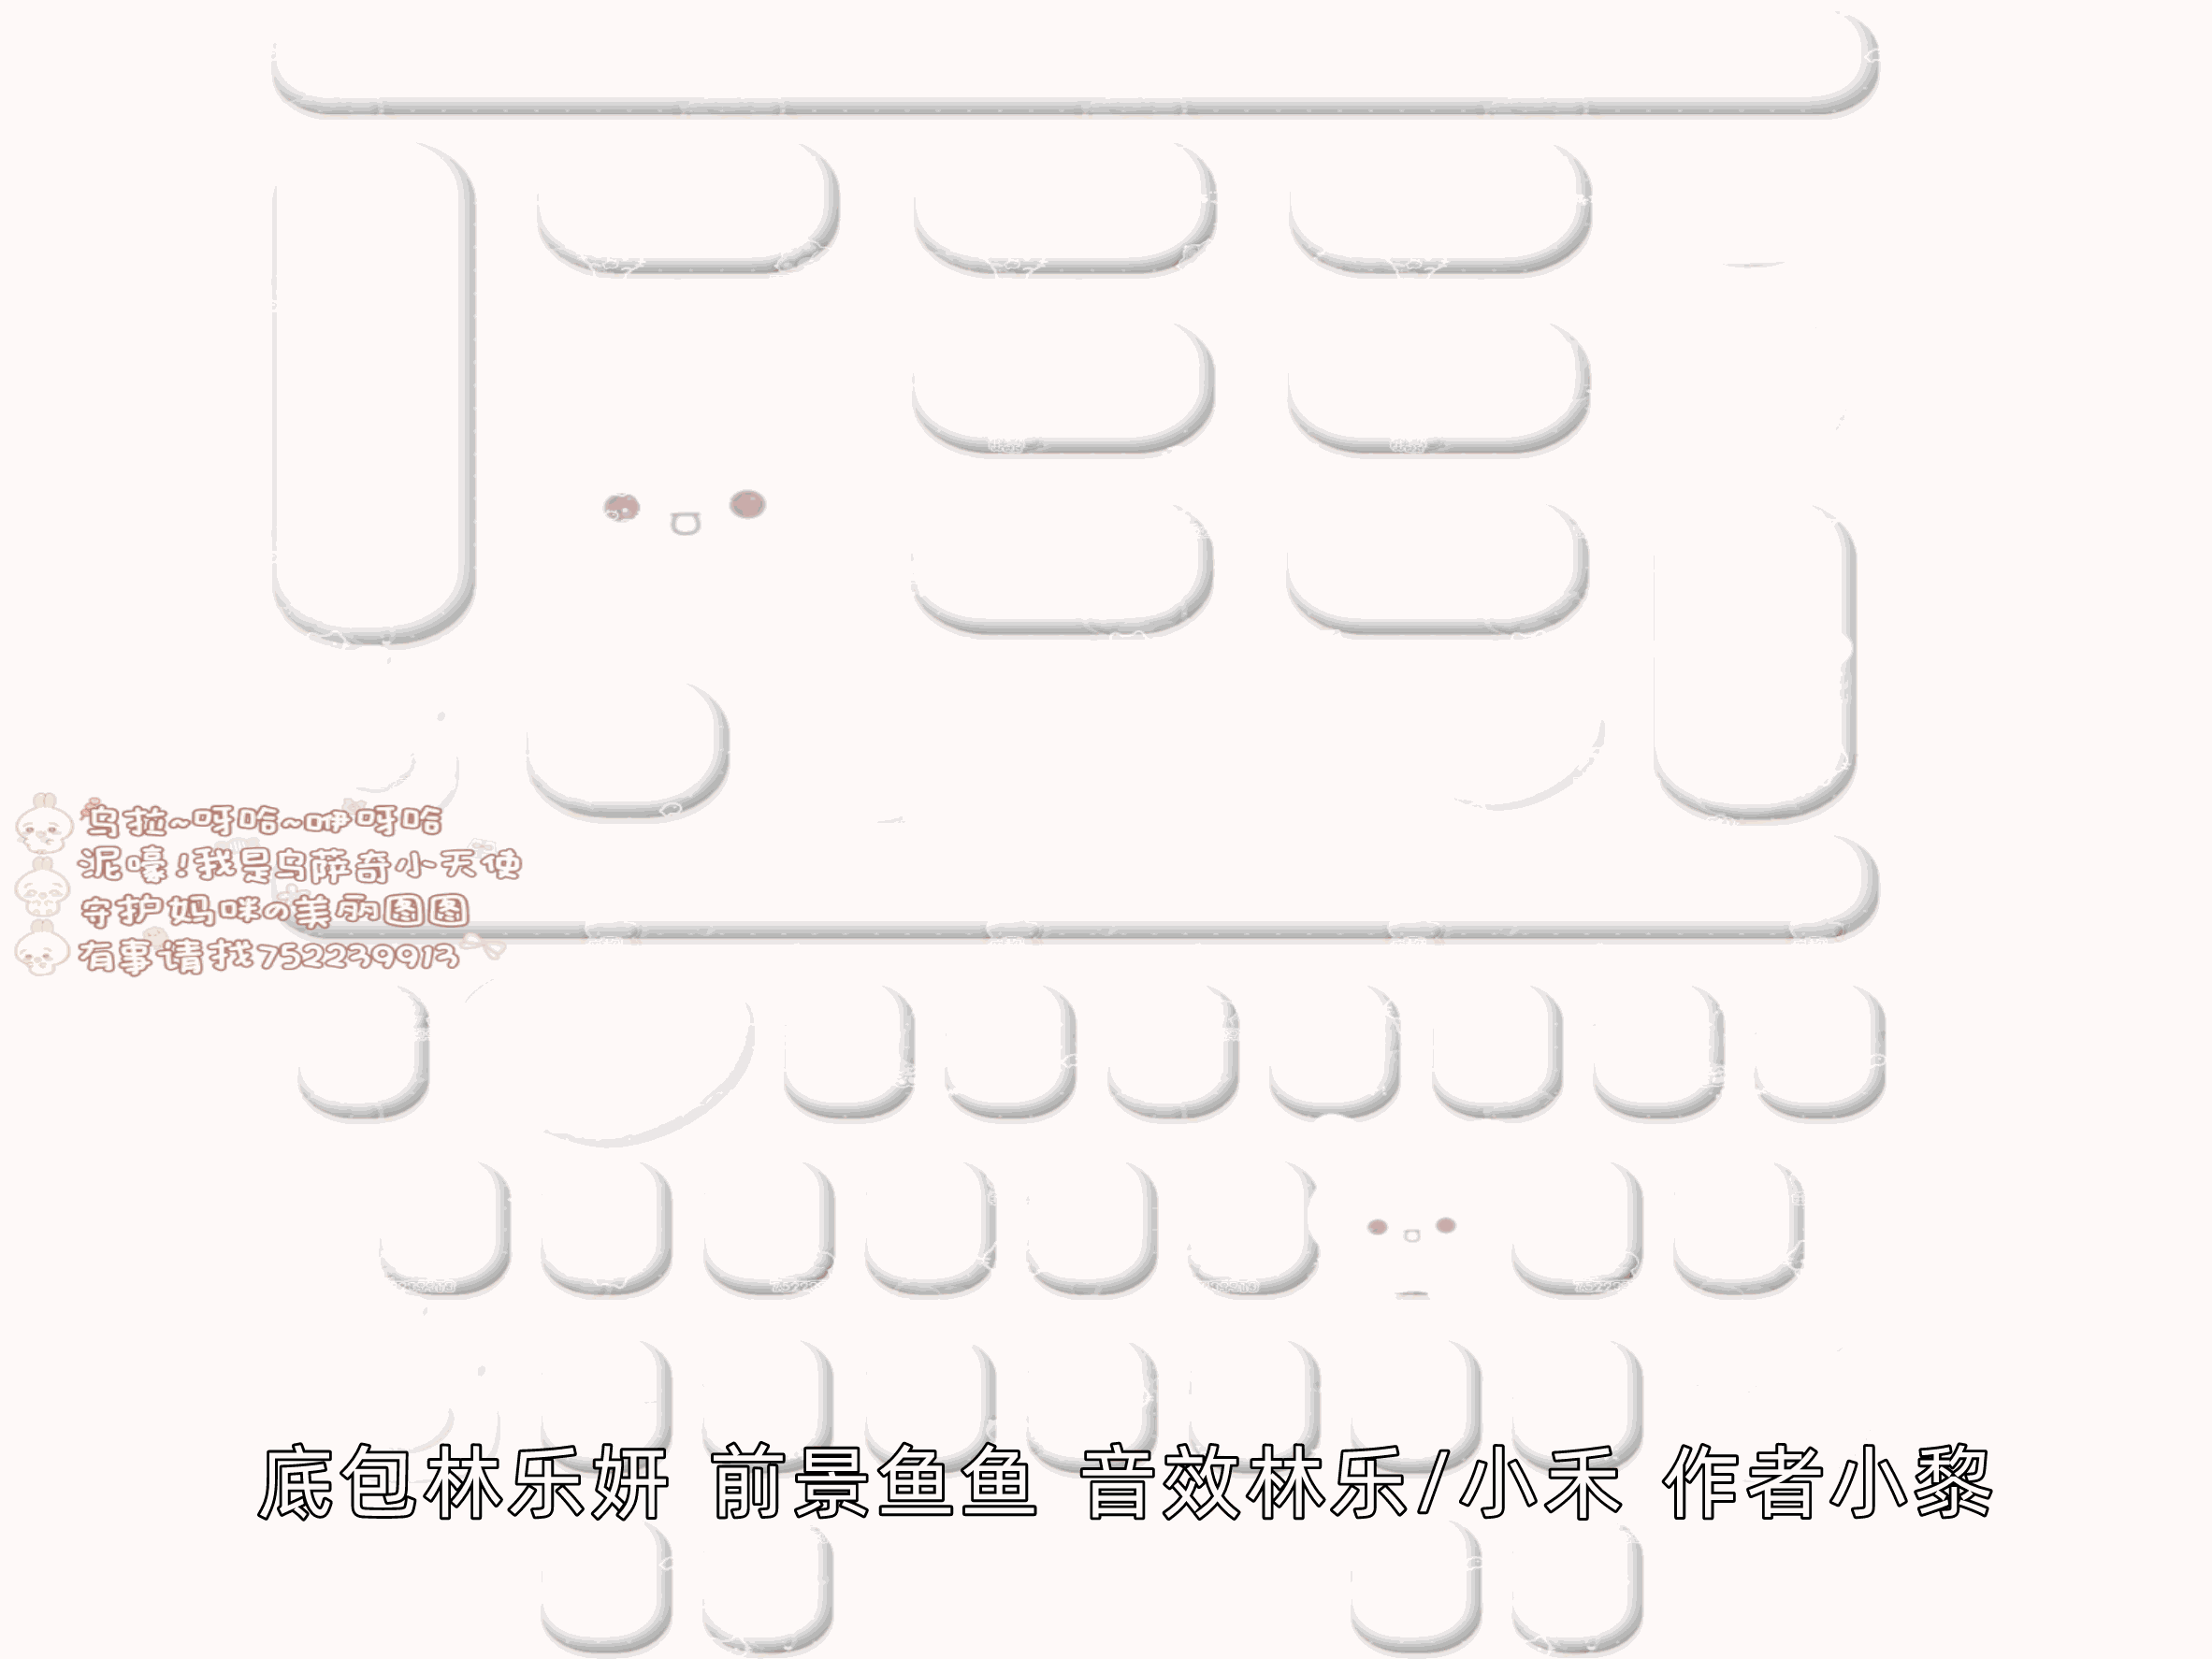 乌拉~呀哈~咿呀哈
泥嚎!我是乌萨奇小天使
守护妈咪の美丽图图
有事请找752239913
底包林乐妍 前景鱼鱼 音效林乐/小禾 作者小黎